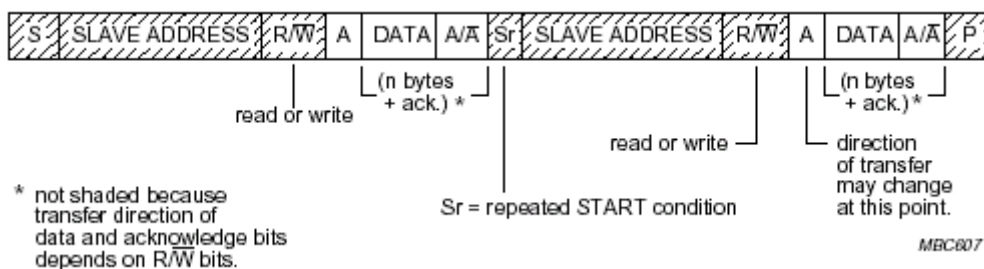 S SLAVE ADDRESS R/W̅ A DATA A/A̅ Sr SLAVE ADDRESS R/W̅ A DATA A/A̅ P
(n bytes
+ ack.) *
(n bytes
+ ack.) *
read or write
read or write
direction
of transfer
may change
at this point.
Sr = repeated START condition
* not shaded because
transfer direction of
data and acknowledge bits
depends on R/W̅ bits.
MBC607